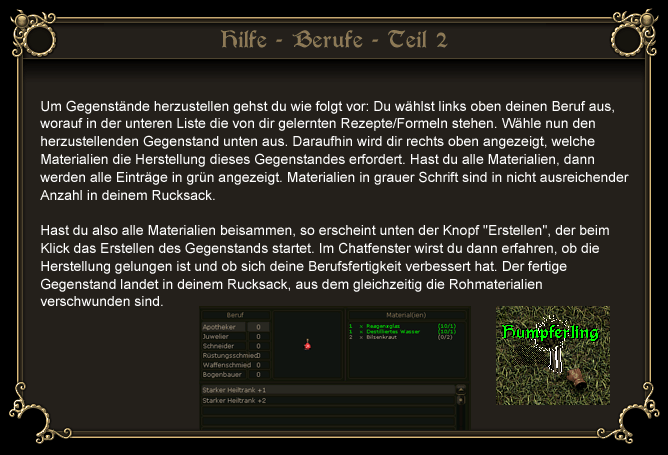 Hilfe - Berufe - Teil 2
Um Gegenstände herzustellen gehst du wie folgt vor: Du wählst links oben deinen Beruf aus,
worauf in der unteren Liste die von dir gelernten Rezepte/Formeln stehen. Wähle nun den
herzustellenden Gegenstand unten aus. Daraufhin wird dir rechts oben angezeigt, welche
Materialien die Herstellung dieses Gegenstandes erfordert. Hast du alle Materialien, dann
werden alle Einträge in grün angezeigt. Materialien in grauer Schrift sind in nicht ausreichender
Anzahl in deinem Rucksack.
Hast du also alle Materialien beisammen, so erscheint unten der Knopf "Erstellen", der beim
Klick das Erstellen des Gegenstands startet. Im Chatfenster wirst du dann erfahren, ob die
Herstellung gelungen ist und ob sich deine Berufsfertigkeit verbessert hat. Der fertige
Gegenstand landet in deinem Rucksack, aus dem gleichzeitig die Rohmaterialien
verschwunden sind.
Beruf
Apotheker 0
Juwelier 0
Schneider 0
Rüstungsschmied 0
Waffenschmied 0
Bogenbauer 0
Material(ien)
1 x Reagenzglas (10/1)
1 x Destilliertes Wasser (20/1)
2 x Bilsenkraut (0/2)
Starker Heiltrank +1
Starker Heiltrank +2
Humpferling